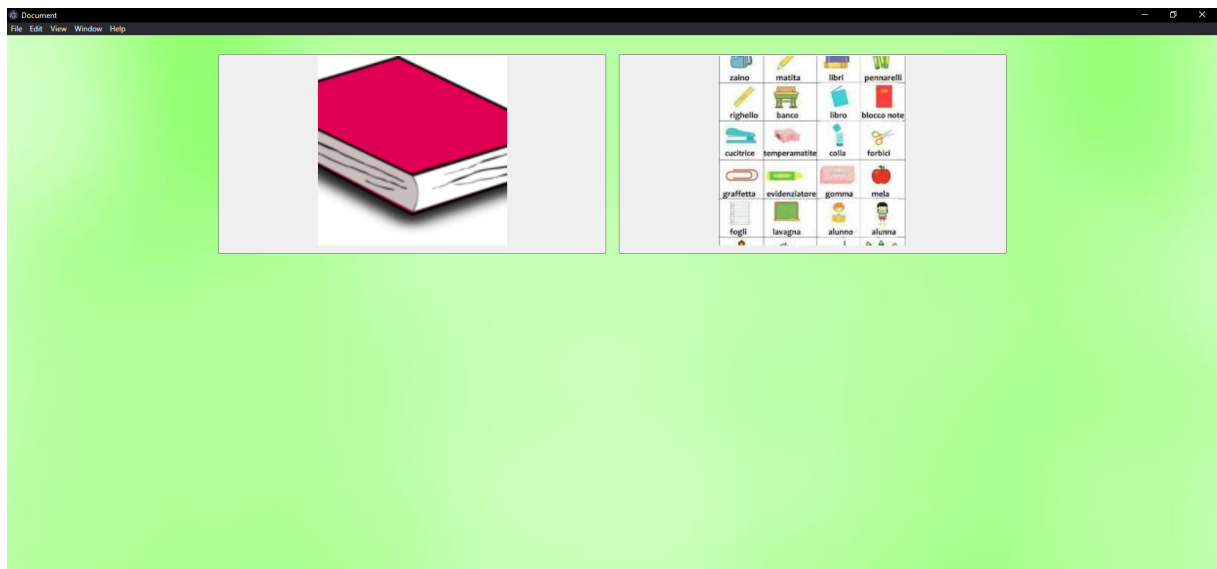 Document
File Edit View Window Help
zaino matita libri pennarelli
righello banco libro blocco note
cucitrice temperamatite colla forbici
graffetta evidenziatore gomma mela
fogli lavagna alunno alunna